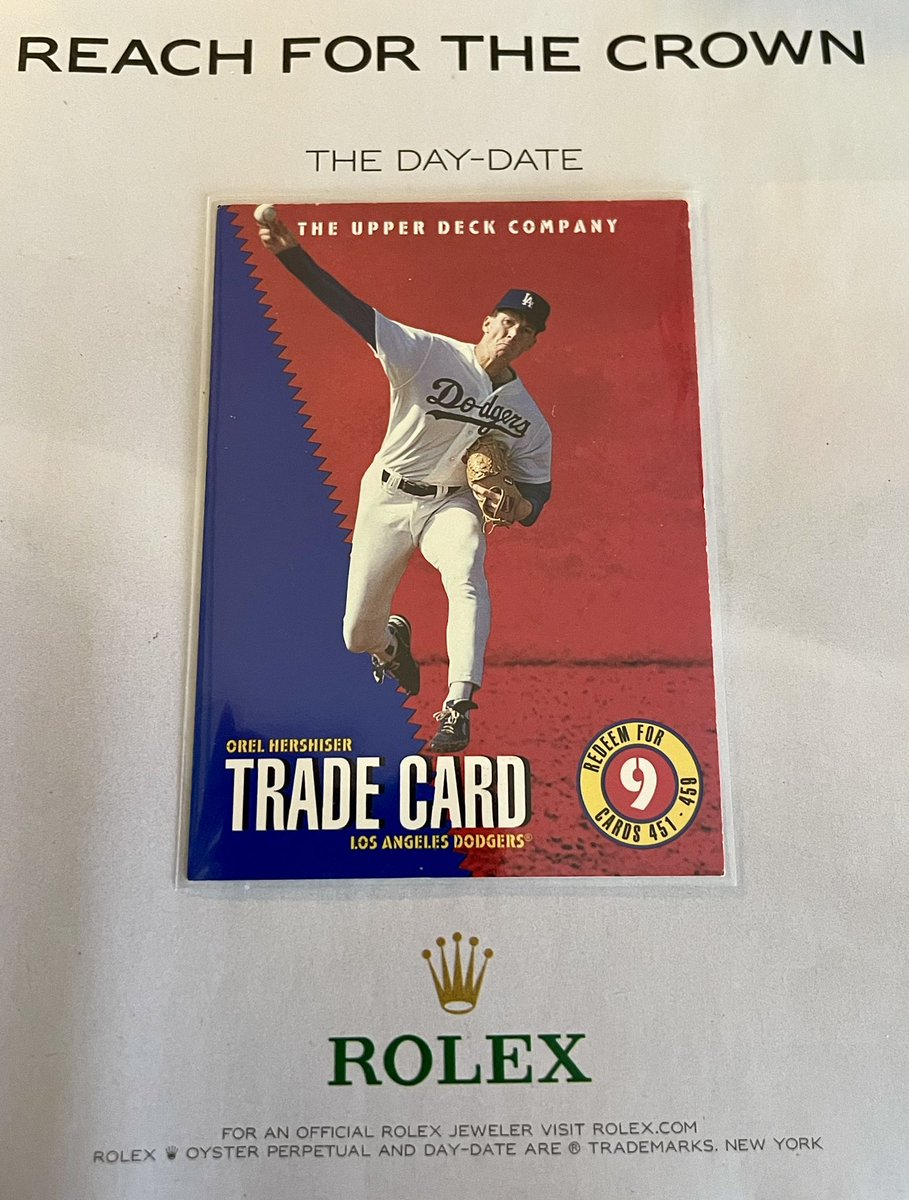 REACH FOR THE CROWN
THE DAY-DATE
THE UPPER DECK COMPANY
LA
Dodgers
OREL HERSHISER
TRADE CARD
LOS ANGELES DODGERS®
REDEEM FOR
9
CARDS 451 - 459
ROLEX
FOR AN OFFICIAL ROLEX JEWELER VISIT ROLEX.COM
ROLEX OYSTER PERPETUAL AND DAY-DATE ARE ® TRADEMARKS. NEW YORK